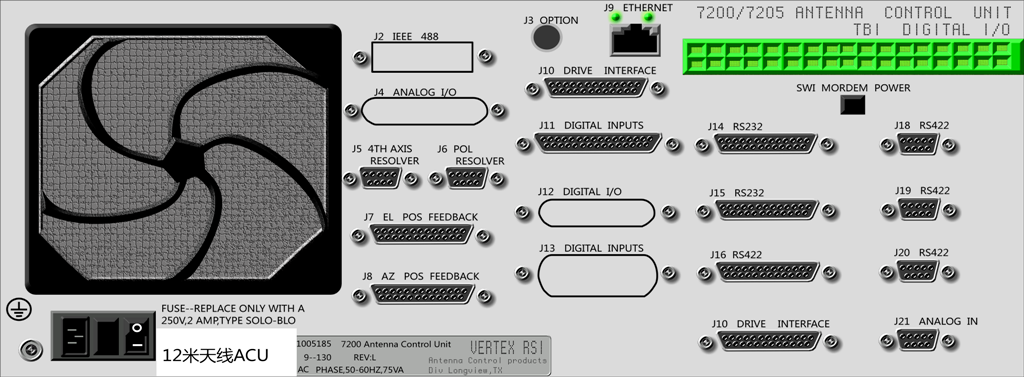 7200/7205 ANTENNA CONTROL UNIT
TBI DIGITAL I/O
J9 ETHERNET
J3 OPTION
J2 IEEE 488
J10 DRIVE INTERFACE
SWI MORDEM POWER
J4 ANALOG I/O
J11 DIGITAL INPUTS
J14 RS232
J18 RS422
J5 4TH AXIS
RESOLVER
J6 POL
RESOLVER
J12 DIGITAL I/O
J15 RS232
J19 RS422
J7 EL POS FEEDBACK
J13 DIGITAL INPUTS
J16 RS422
J20 RS422
J8 AZ POS FEEDBACK
FUSE--REPLACE ONLY WITH A
250V,2 AMP,TYPE SOLO-BLO
J10 DRIVE INTERFACE
J21 ANALOG IN
12米天线ACU
1005185 7200 Antenna Control Unit
9--130 REV:L
AC PHASE,50-60HZ,75VA
VERTEX RSI
Antenna Control products
Div Longview,TX